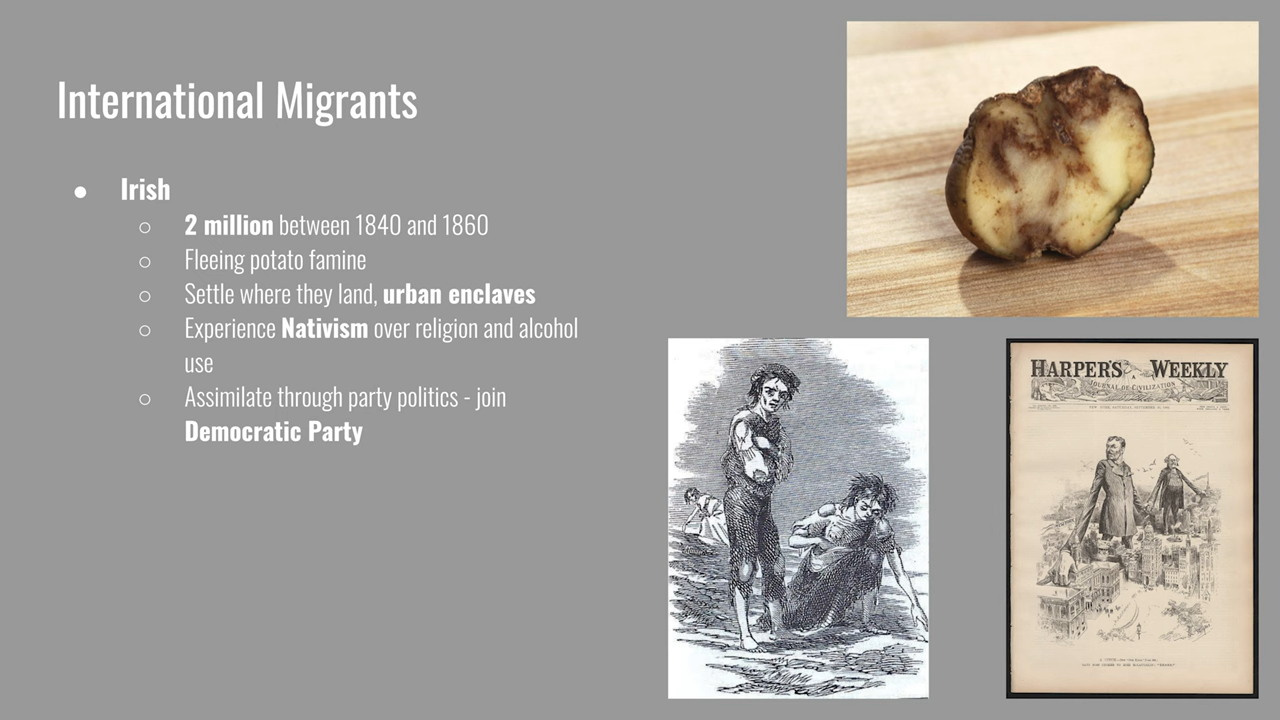 International Migrants
● Irish
○ 2 million between 1840 and 1860
○ Fleeing potato famine
○ Settle where they land, urban enclaves
○ Experience Nativism over religion and alcohol
use
○ Assimilate through party politics - join
Democratic Party
HARPER'S WEEKLY
JOURNAL OF CIVILIZATION